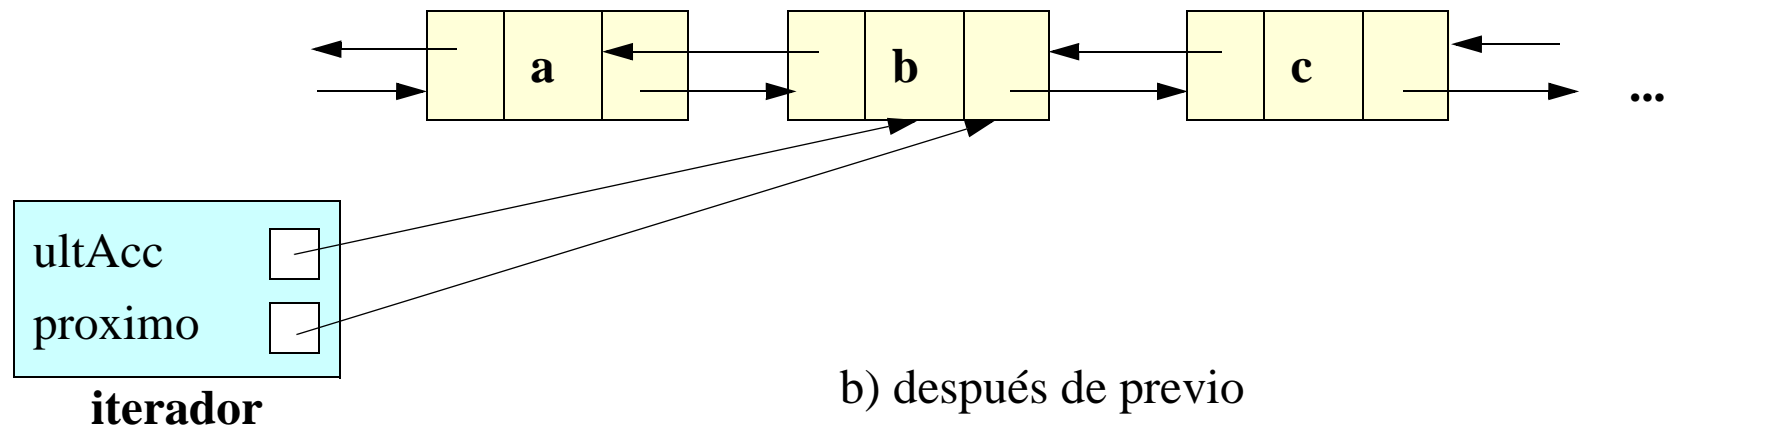 a
b
c
...
ultAcc
proximo
iterador
b) después de previo